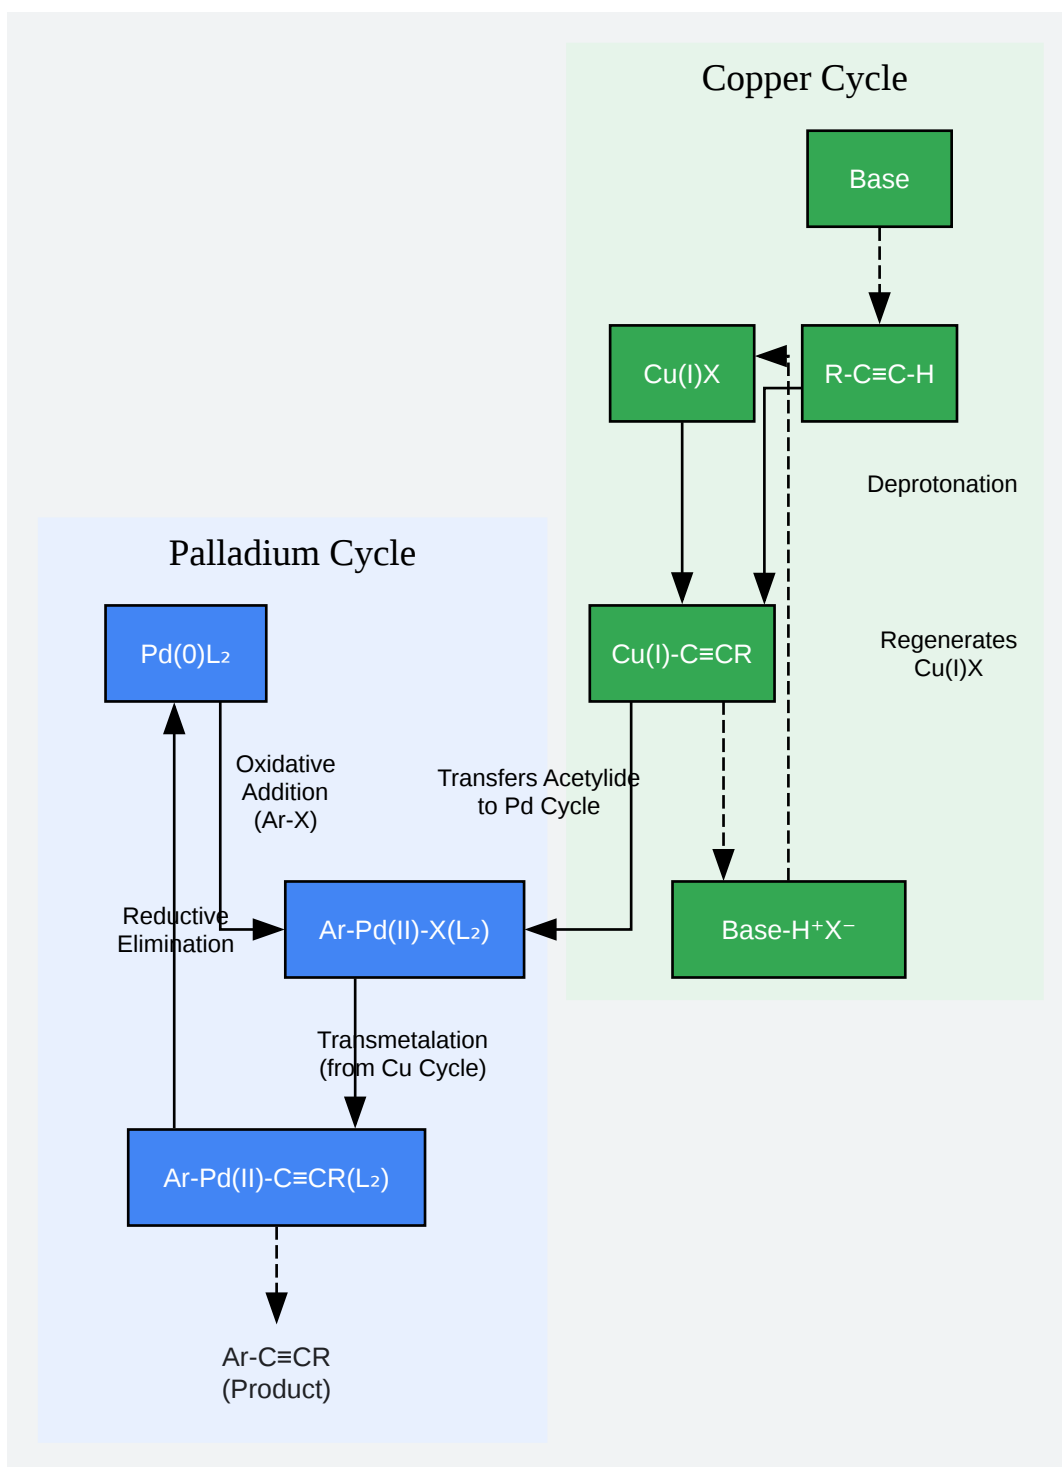 Copper Cycle
Base
Cu(I)X
R-C≡C-H
Deprotonation
Palladium Cycle
Pd(0)L₂
Cu(I)-C≡CR
Regenerates
Cu(I)X
Oxidative
Addition
(Ar-X)
Transfers Acetylide
to Pd Cycle
Reductive
Elimination
Ar-Pd(II)-X(L₂)
Base-H⁺X⁻
Transmetalation
(from Cu Cycle)
Ar-Pd(II)-C≡CR(L₂)
Ar-C≡CR
(Product)